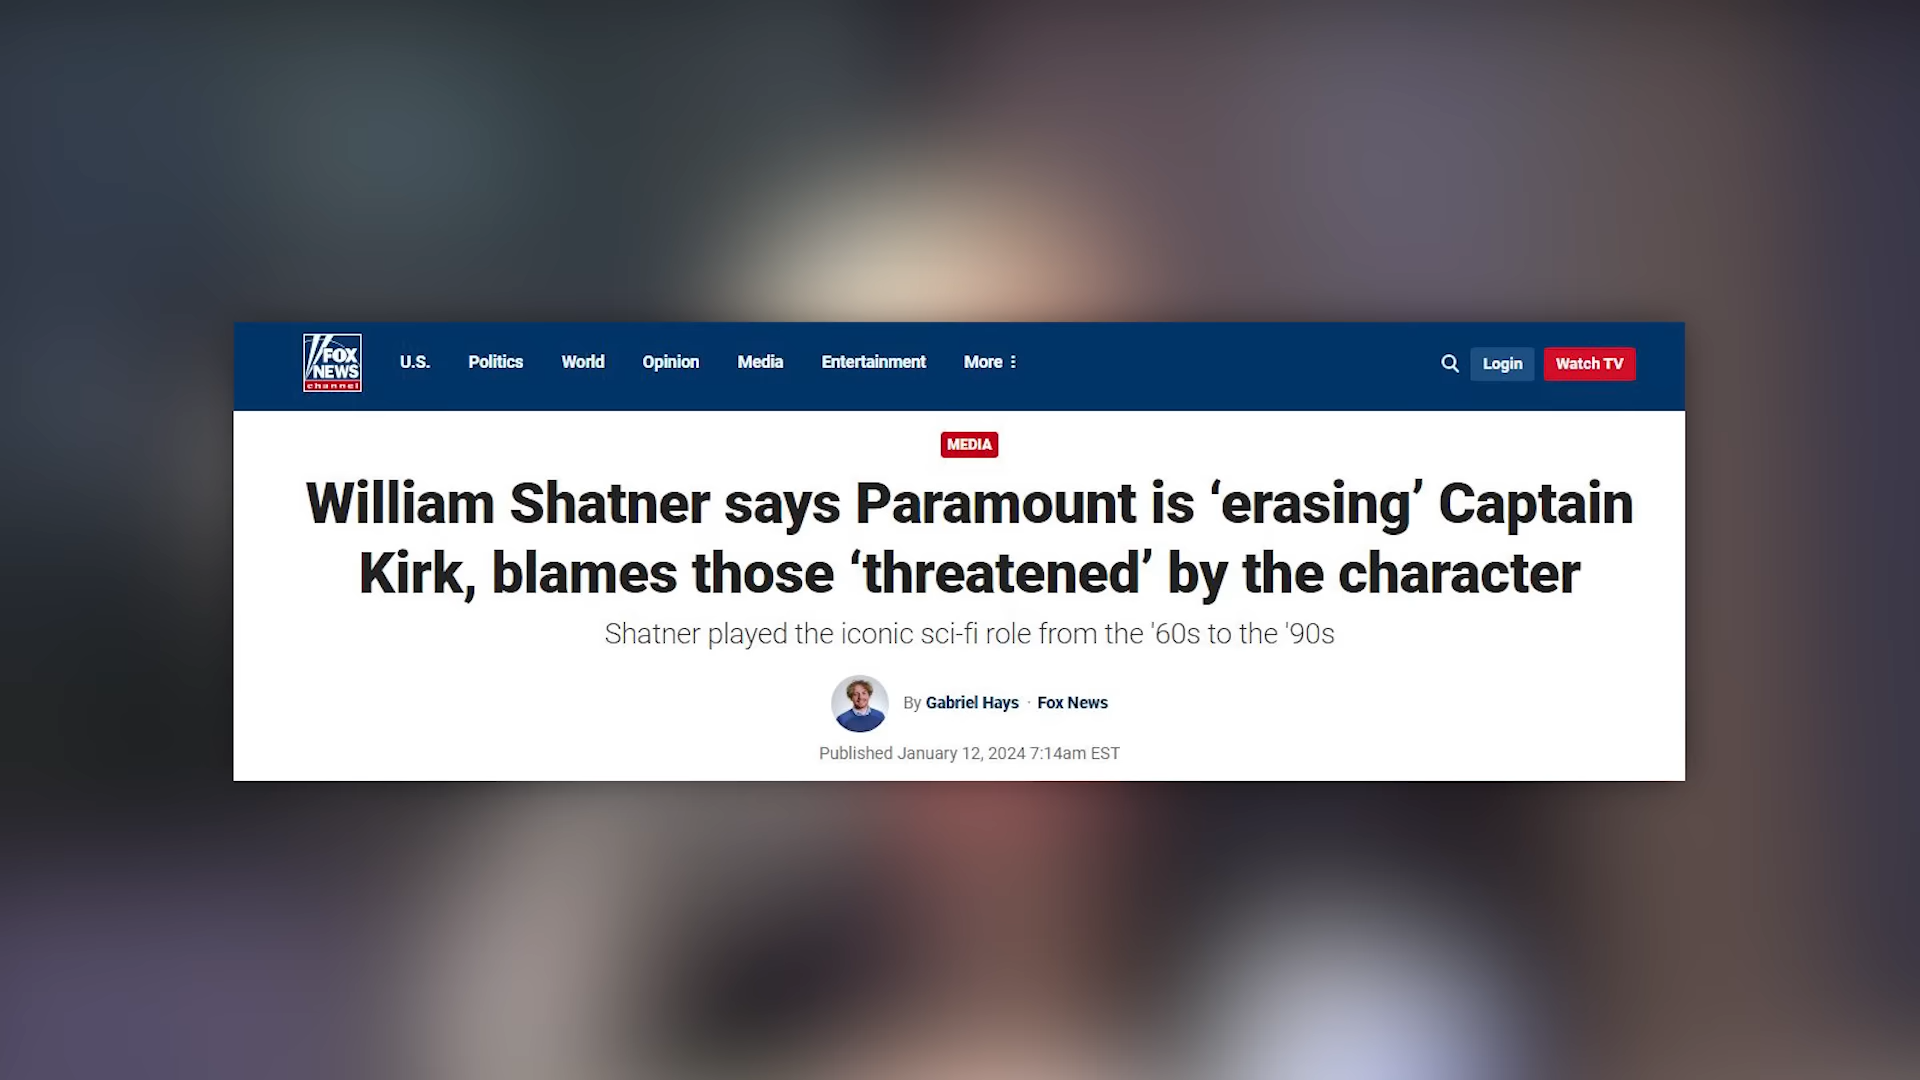 FOX
NEWS
channel
U.S. Politics World Opinion Media Entertainment More
Login
Watch TV
MEDIA
William Shatner says Paramount is ‘erasing’ Captain
Kirk, blames those ‘threatened’ by the character
Shatner played the iconic sci-fi role from the '60s to the '90s
By Gabriel Hays · Fox News
Published January 12, 2024 7:14am EST